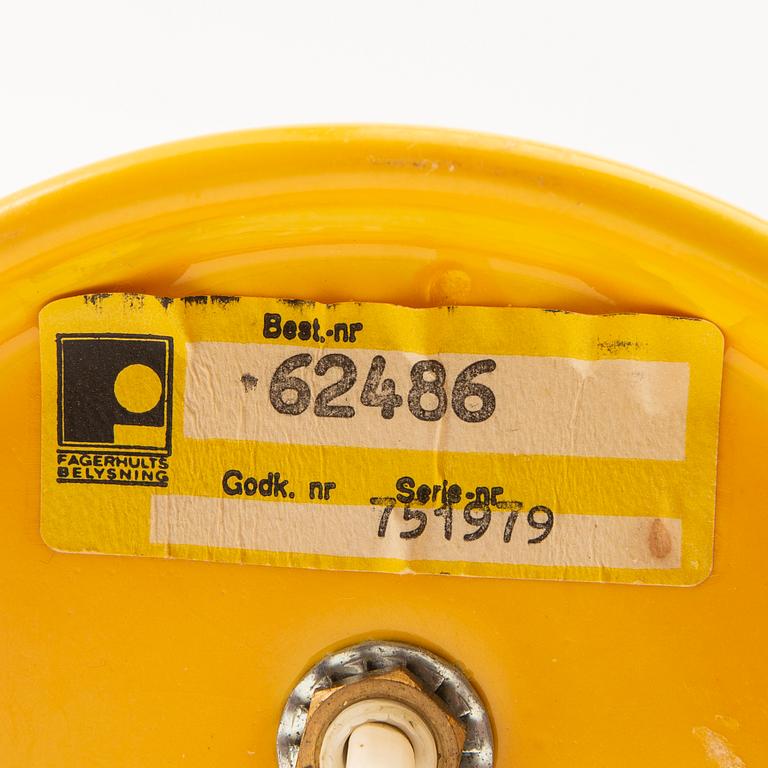 Best.-nr
62486
FAGERHULTS
BELYSNING
Godk. nr Serie-nr
751979